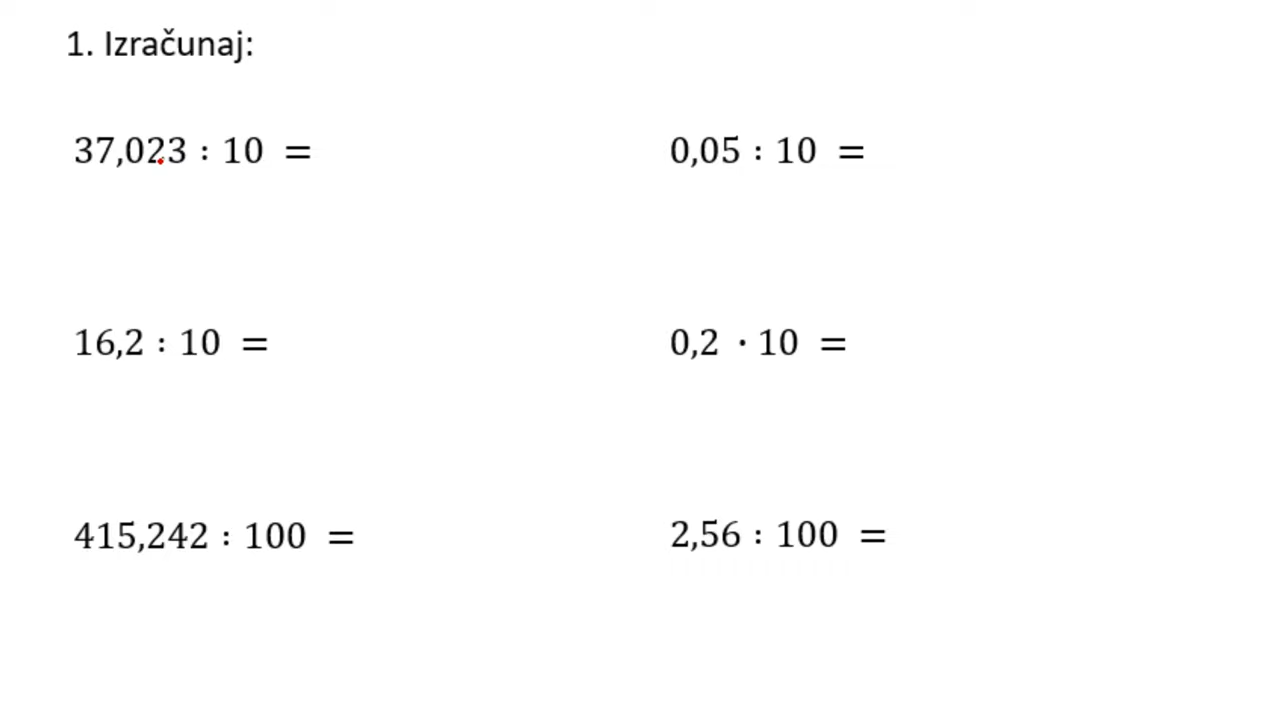 1. Izračunaj:
37,023 : 10 =
0,05 : 10 =
16,2 : 10 =
0,2 · 10 =
415,242 : 100 =
2,56 : 100 =